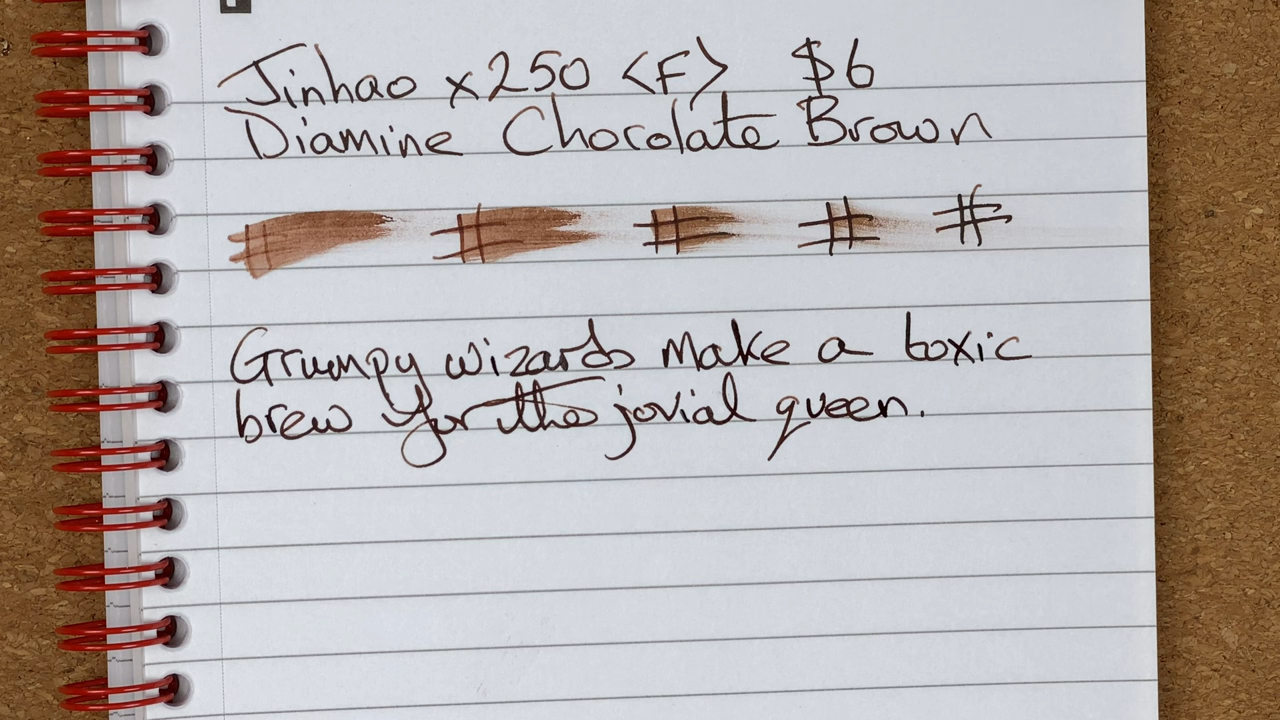 Jinhao x250 <F> $6
Diamine Chocolate Brown
# # # # #
Grumpy wizards make a toxic
brew for the jovial queen.